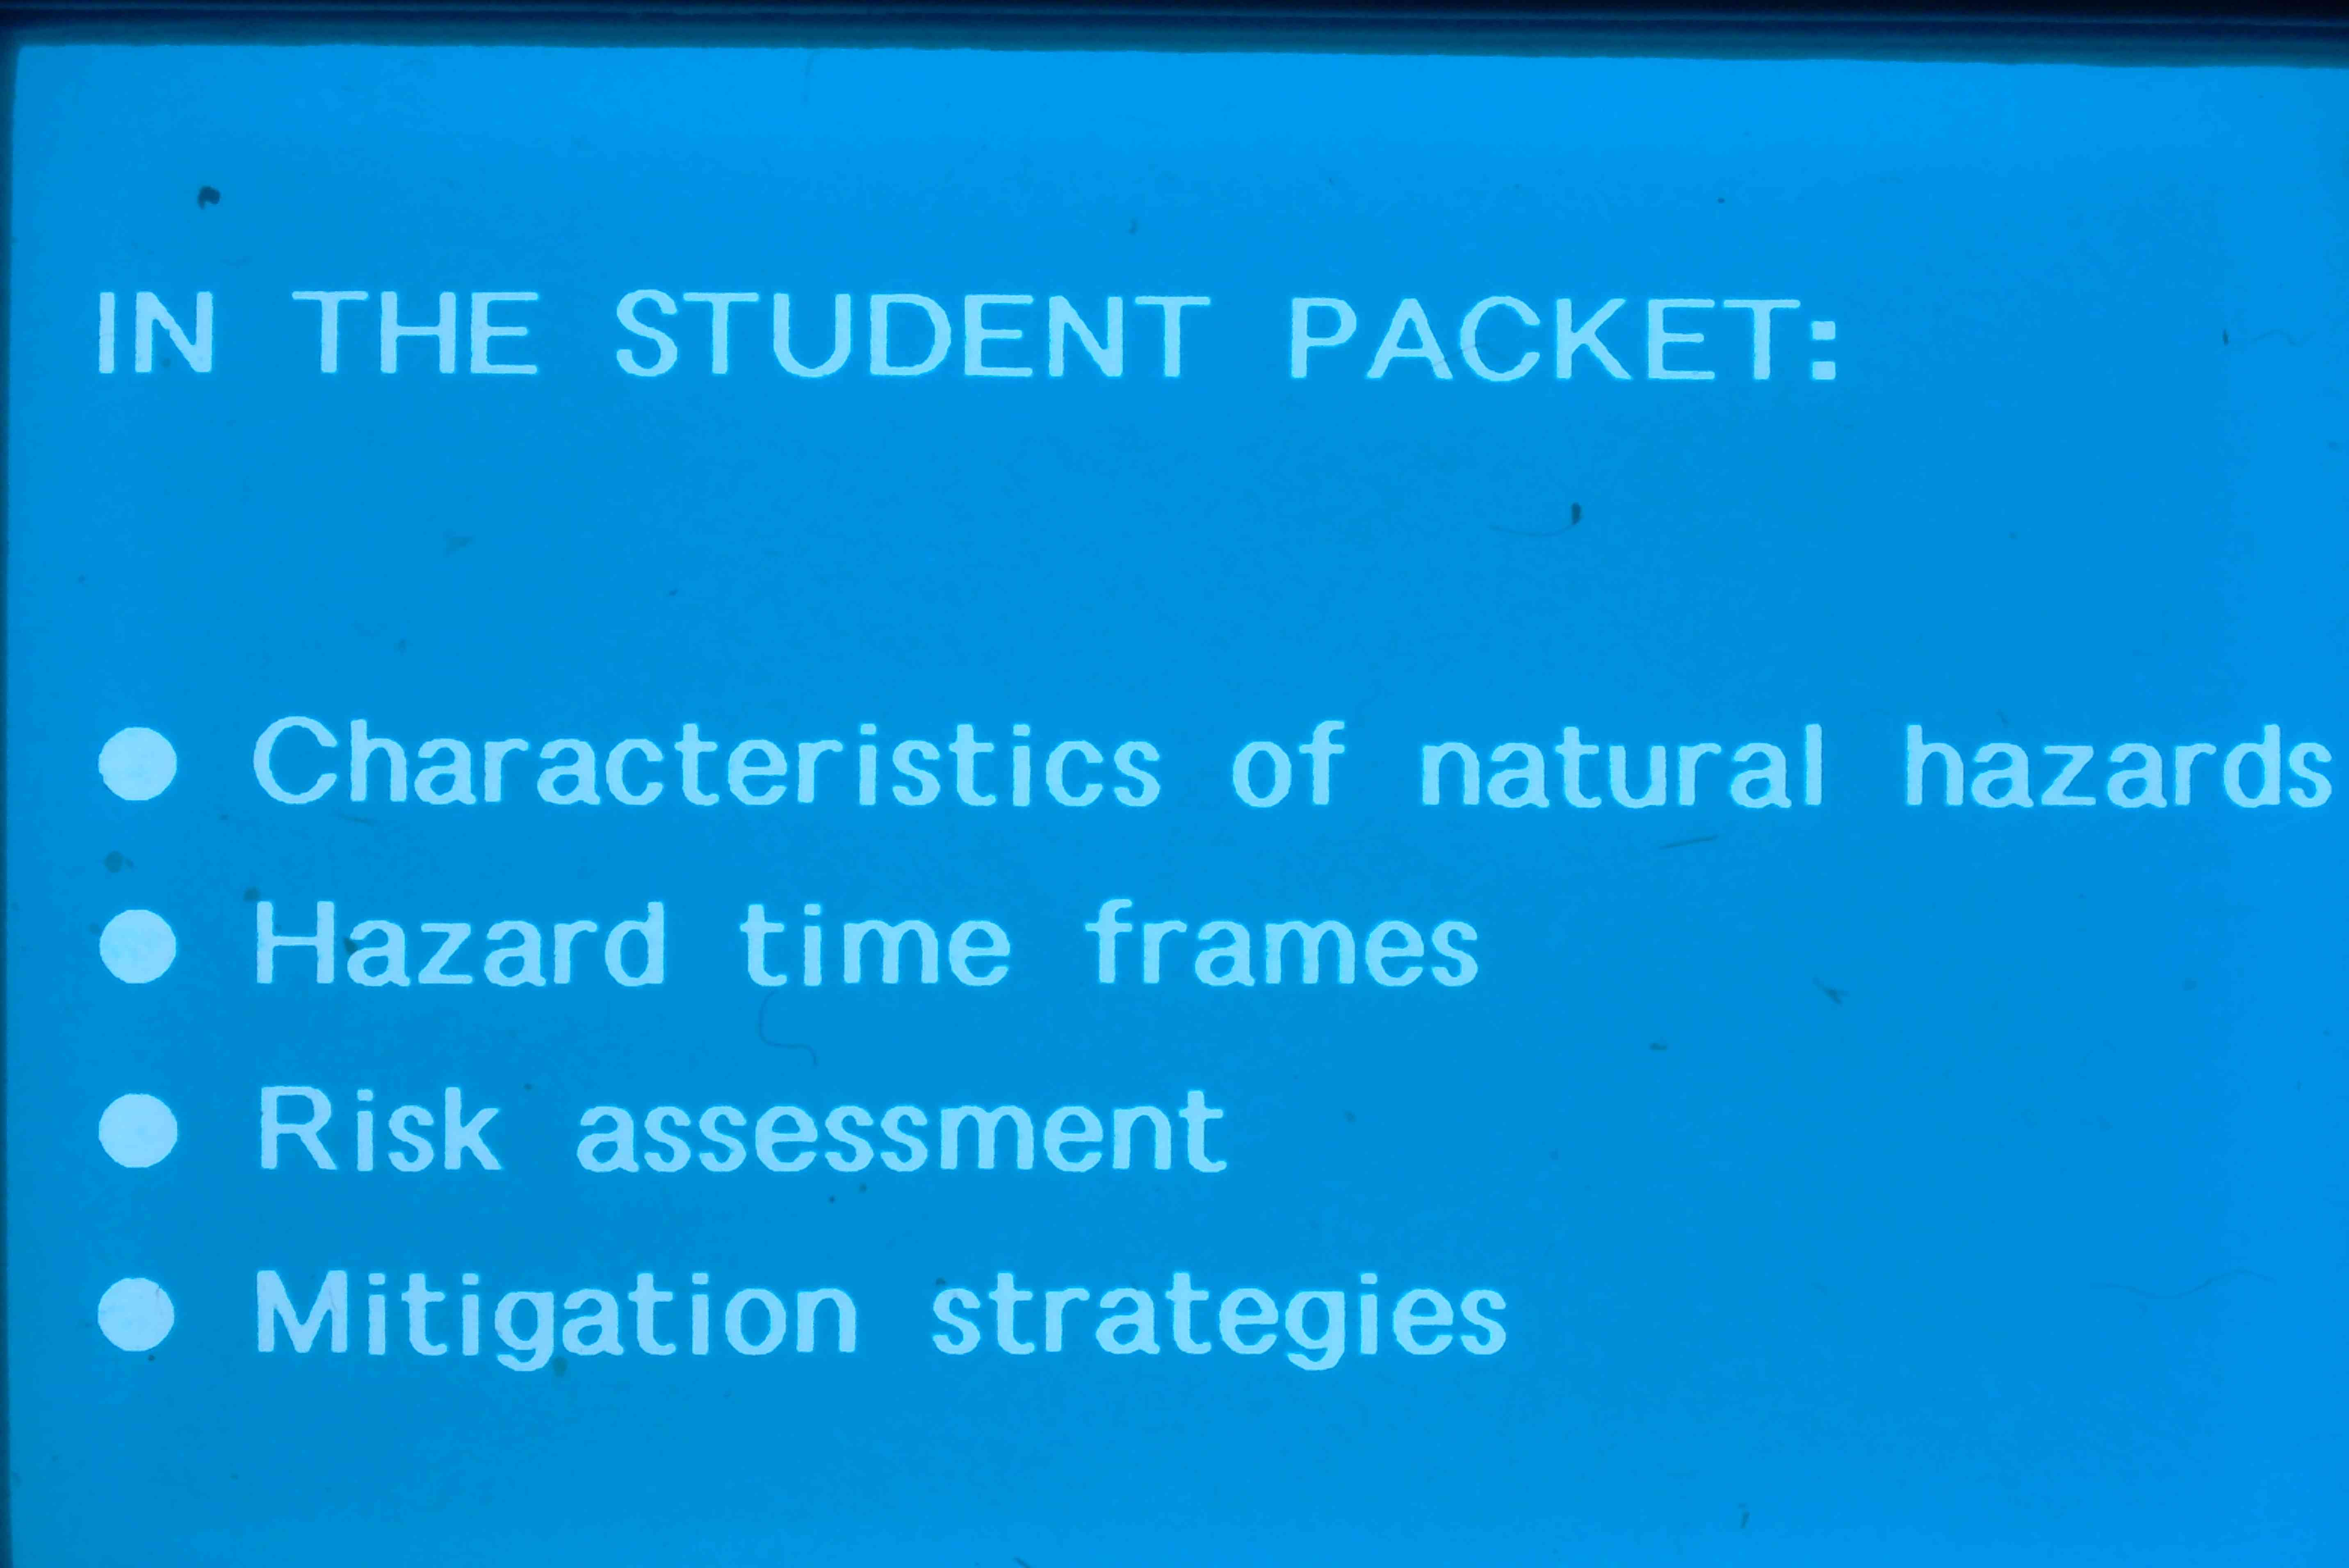 IN THE STUDENT PACKET:
● Characteristics of natural hazards
● Hazard time frames
● Risk assessment
● Mitigation strategies